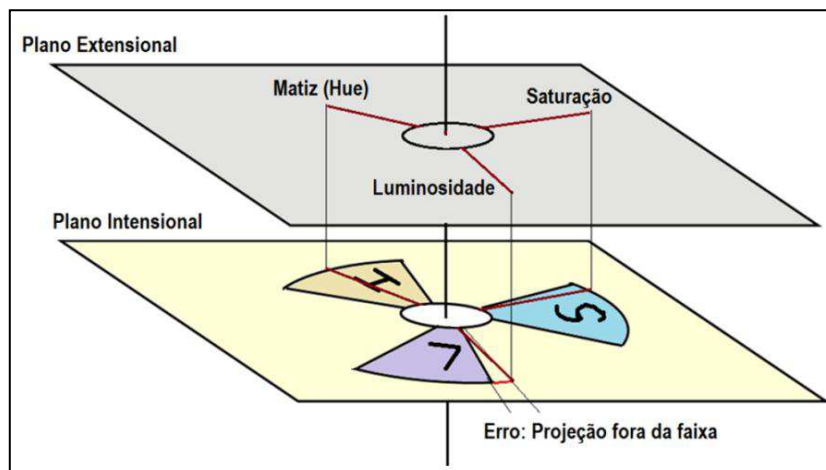 Plano Extensional
Matiz (Hue)
Saturação
Luminosidade
Plano Intensional
H
S
L
Erro: Projeção fora da faixa